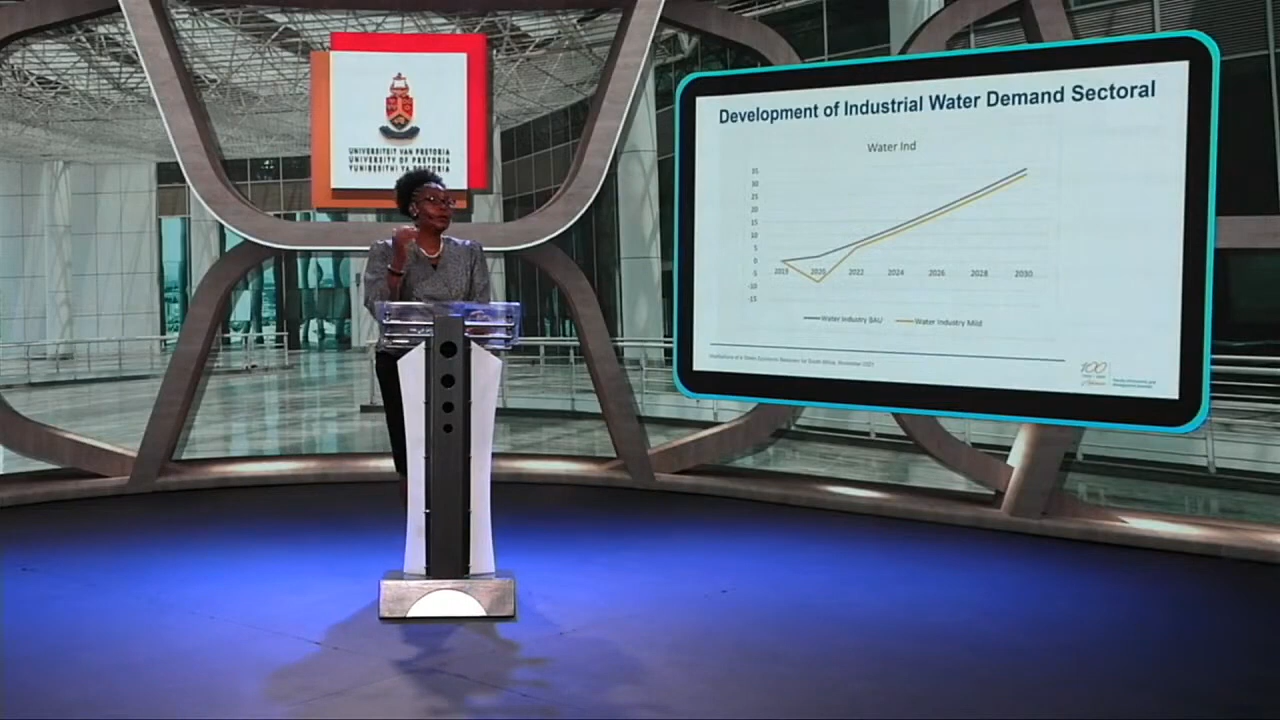 UNIVERSITEIT VAN PRETORIA
UNIVERSITY OF PRETORIA
YUNIBESITHI YA PRETORIA
Development of Industrial Water Demand Sectoral
Water Ind
35
30
25
20
15
10
5
0
-5
-10
-15
2019 2020 2022 2024 2026 2028 2030
Water Industry BAU Water Industry Mild
100